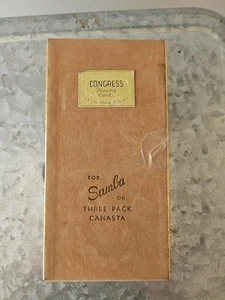 CONGRESS
Playing
Cards
FOR
Samba
OR
THREE-PACK
CANASTA